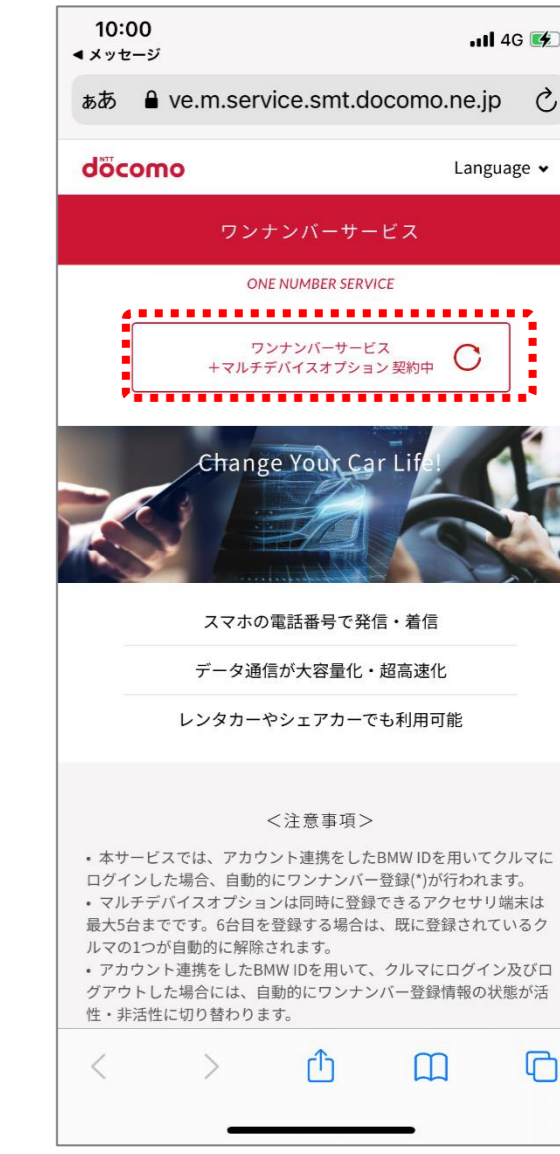 10:00
4G
◀ メッセージ
ぁあ ve.m.service.smt.docomo.ne.jp
NTT
docomo
Language
ワンナンバーサービス
ONE NUMBER SERVICE
ワンナンバーサービス
+マルチデバイスオプション 契約中
Change Your Car Life!
スマホの電話番号で発信・着信
データ通信が大容量化・超高速化
レンタカーやシェアカーでも利用可能
<注意事項>
• 本サービスでは、アカウント連携をしたBMW IDを用いてクルマに
ログインした場合、自動的にワンナンバー登録(*)が行われます。
• マルチデバイスオプションは同時に登録できるアクセサリ端末は
最大5台までです。6台目を登録する場合は、既に登録されているク
ルマの1つが自動的に解除されます。
• アカウント連携をしたBMW IDを用いて、クルマにログイン及びロ
グアウトした場合には、自動的にワンナンバー登録情報の状態が活
性・非活性に切り替わります。